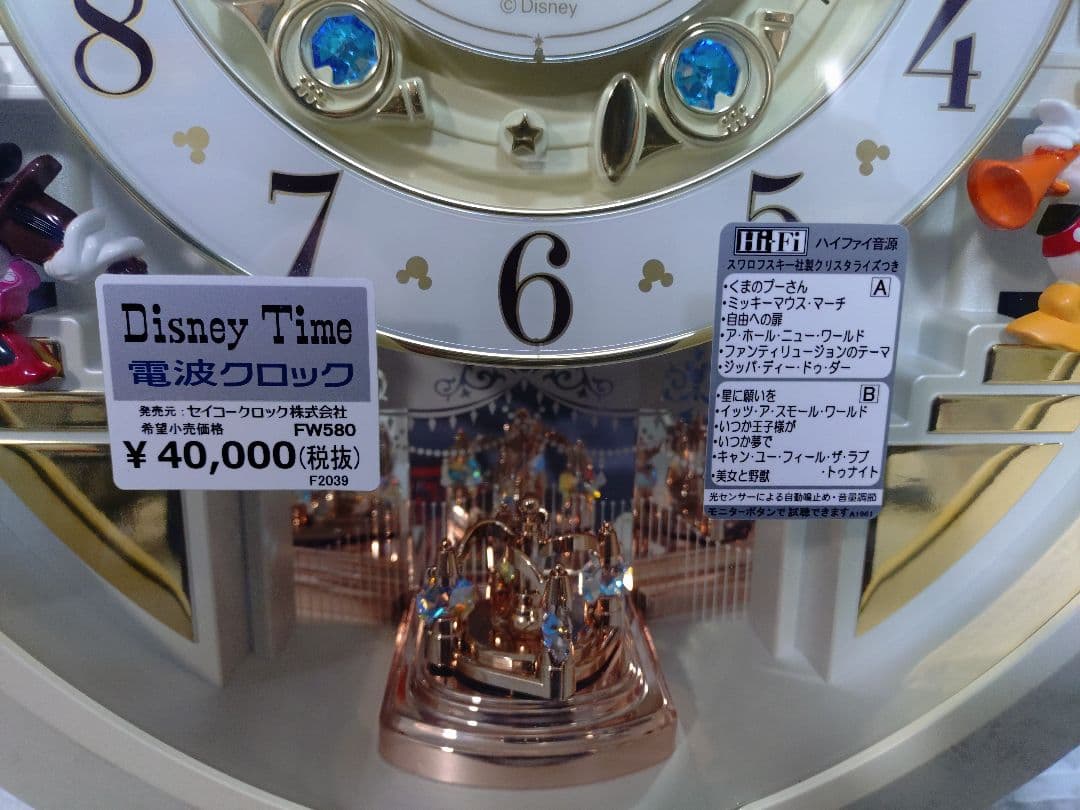 © Disney
8
4
7
5
6
Disney Time
電波クロック
発売元：セイコークロック株式会社
希望小売価格 FW580
¥ 40,000(税抜)
F2039
Hi-Fi ハイファイ音源
スワロフスキー社製クリスタライズつき
・くまのプーさん A
・ミッキーマウス・マーチ
・自由への扉
・ア・ホール・ニュー・ワールド
・ファンティリュージョンのテーマ
・ジッパ・ディー・ドゥ・ダー
・星に願いを B
・イッツ・ア・スモール・ワールド
・いつか王子様が
・いつか夢で
・キャン・ユー・フィール・ザ・ラブ
・トゥナイト
・美女と野獣
光センサーによる自動鳴止め・音量調節
モニターボタンで試聴できます A1961